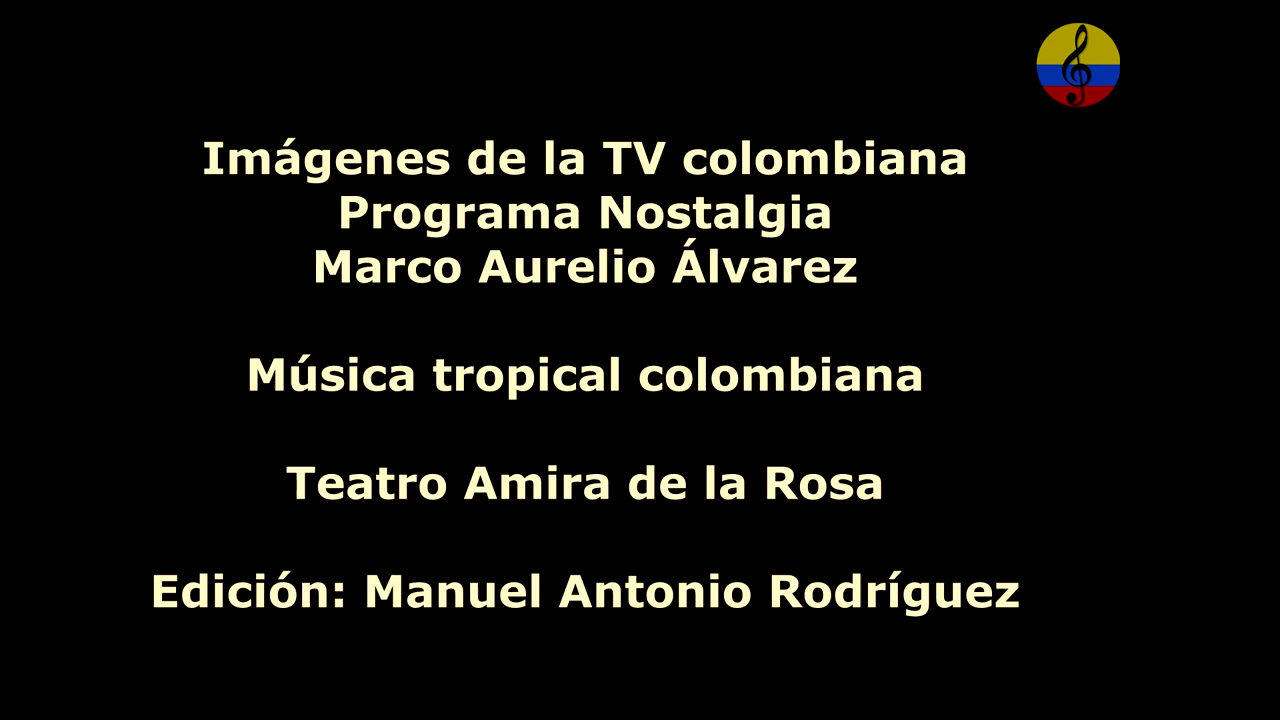 Imágenes de la TV colombiana
Programa Nostalgia
Marco Aurelio Álvarez
Música tropical colombiana
Teatro Amira de la Rosa
Edición: Manuel Antonio Rodríguez